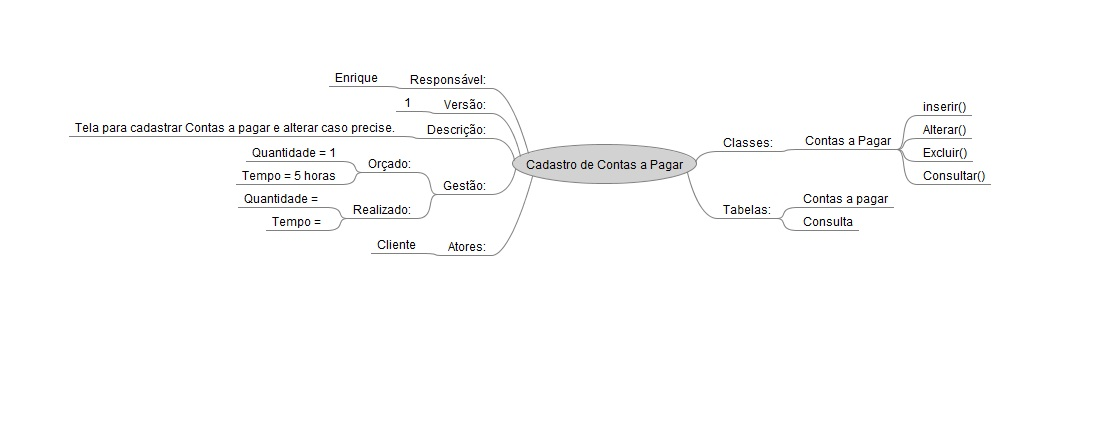 Cadastro de Contas a Pagar
Responsável:
Enrique
Versão:
1
Descrição:
Tela para cadastrar Contas a pagar e alterar caso precise.
Gestão:
Orçado:
Quantidade = 1
Tempo = 5 horas
Realizado:
Quantidade =
Tempo =
Atores:
Cliente
Classes:
Contas a Pagar
inserir()
Alterar()
Excluir()
Consultar()
Tabelas:
Contas a pagar
Consulta